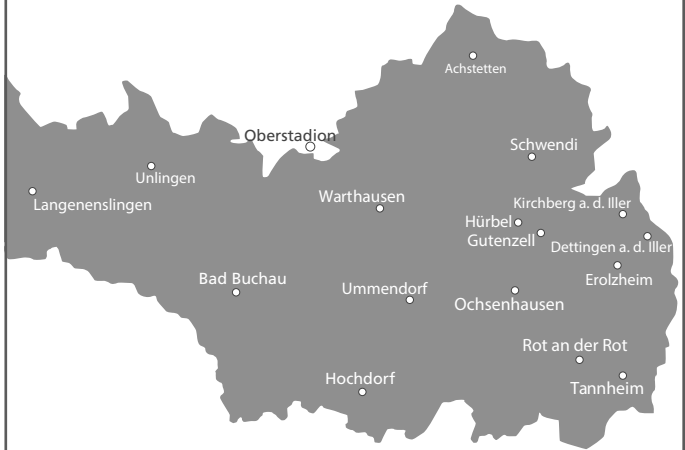 Achstetten
Oberstadion
Schwendi
Unlingen
Langenenslingen
Warthausen
Kirchberg a. d. Iller
Hürbel
Gutenzell
Dettingen a. d. Iller
Bad Buchau
Ummendorf
Erolzheim
Ochsenhausen
Rot an der Rot
Hochdorf
Tannheim